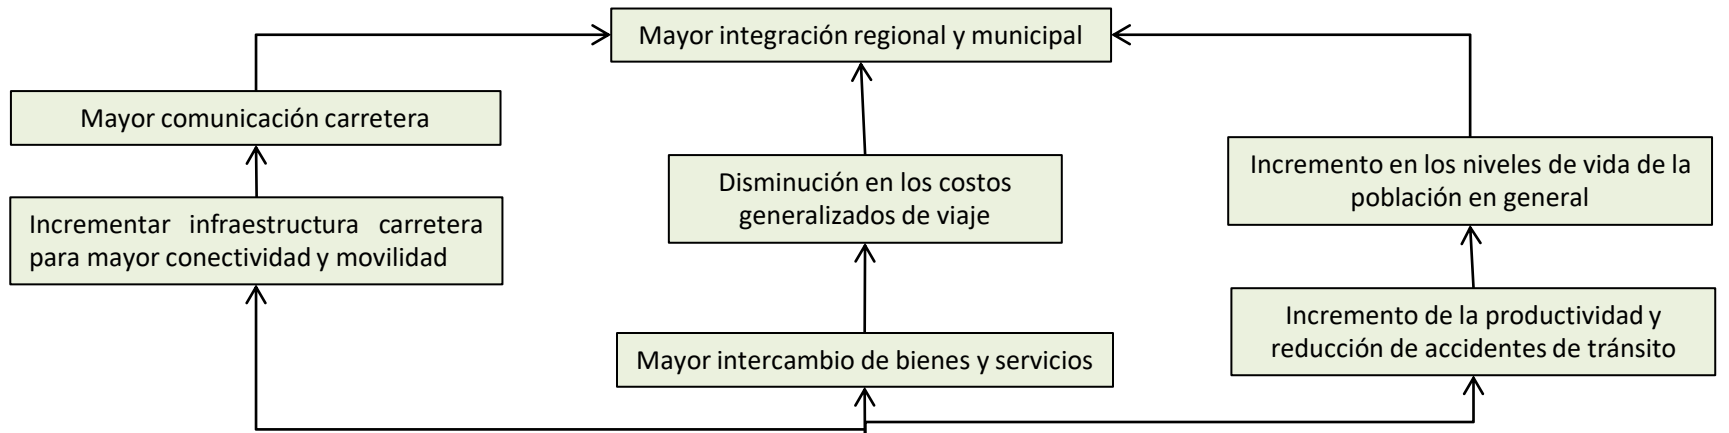 Mayor integración regional y municipal
Mayor comunicación carretera
Incrementar infraestructura carretera
para mayor conectividad y movilidad
Disminución en los costos
generalizados de viaje
Mayor intercambio de bienes y servicios
Incremento en los niveles de vida de la
población en general
Incremento de la productividad y
reducción de accidentes de tránsito